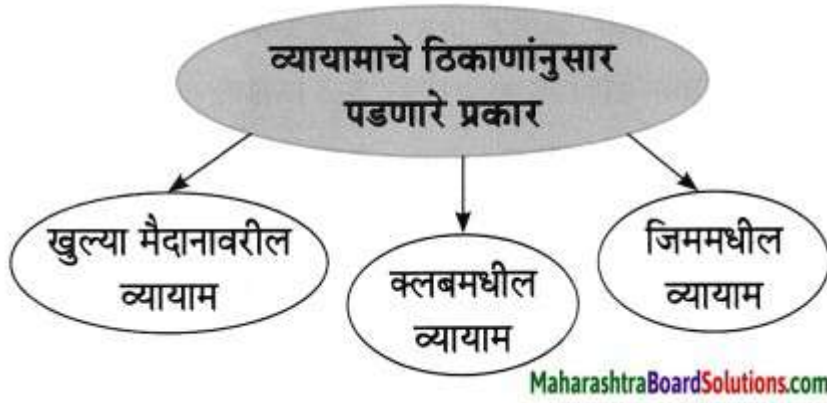 व्यायामाचे ठिकाणांनुसार
पडणारे प्रकार
खुल्या मैदानावरील
व्यायाम
क्लबमधील
व्यायाम
जिममधील
व्यायाम
MaharashtraBoardSolutions.com